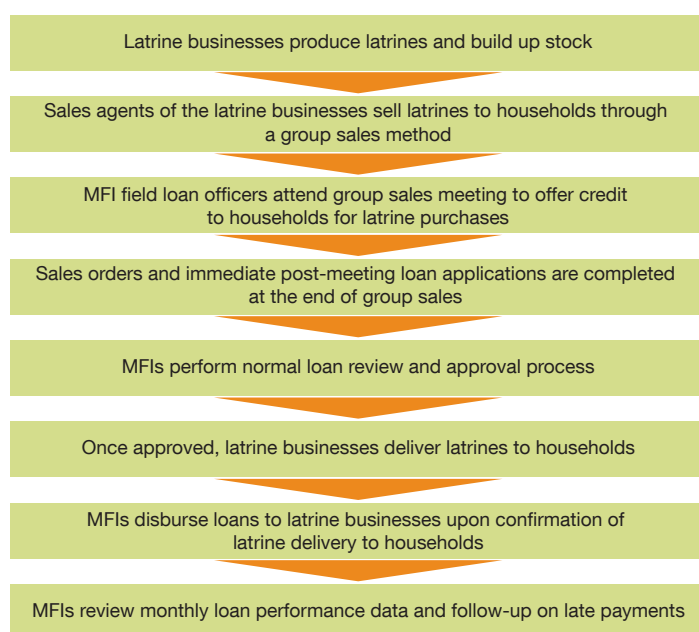 Latrine businesses produce latrines and build up stock
Sales agents of the latrine businesses sell latrines to households through
a group sales method
MFI field loan officers attend group sales meeting to offer credit
to households for latrine purchases
Sales orders and immediate post-meeting loan applications are completed
at the end of group sales
MFIs perform normal loan review and approval process
Once approved, latrine businesses deliver latrines to households
MFIs disburse loans to latrine businesses upon confirmation of
latrine delivery to households
MFIs review monthly loan performance data and follow-up on late payments